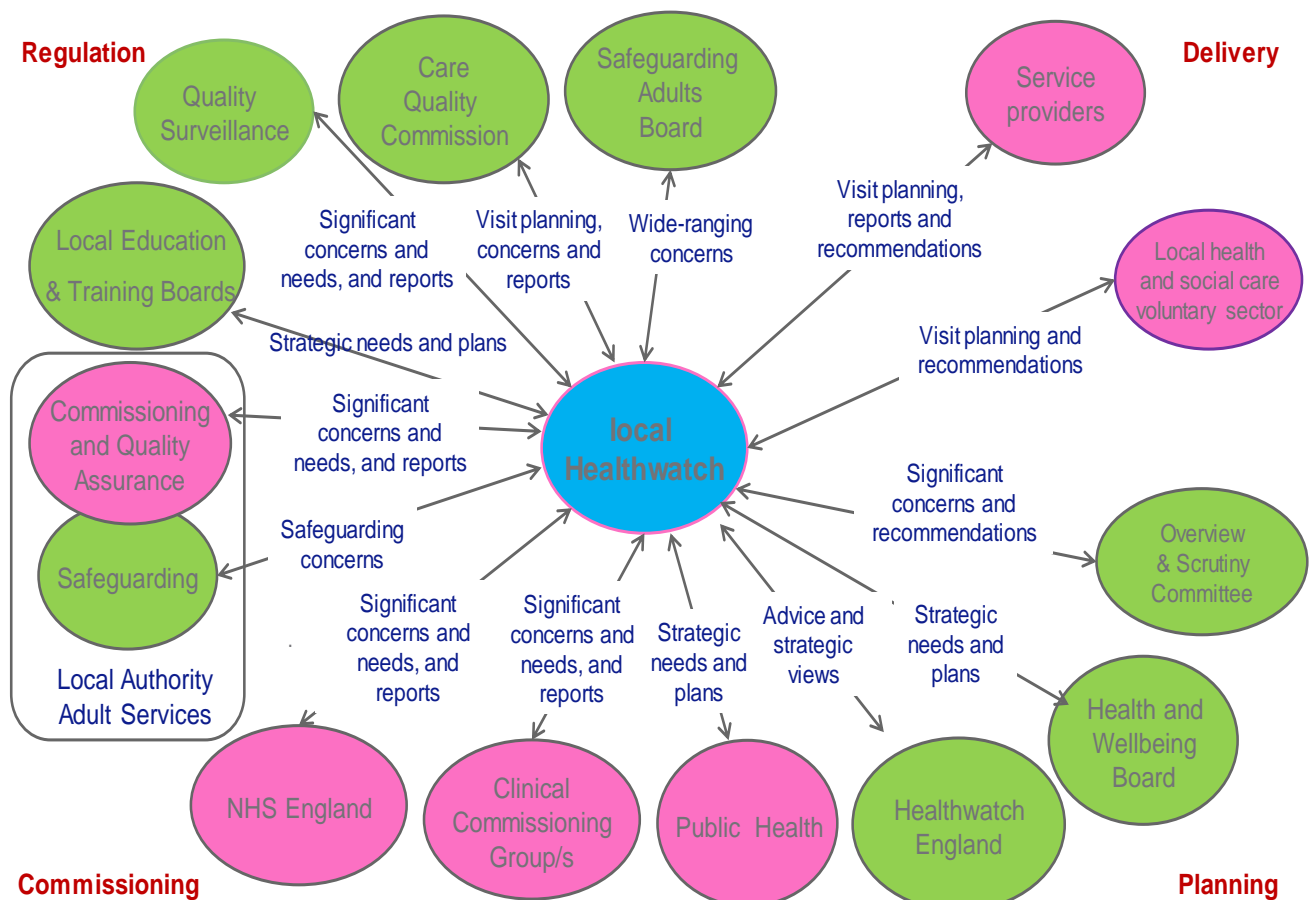 Regulation
Delivery
Quality
Surveillance
Care
Quality
Commission
Safeguarding
Adults
Board
Service
providers
Significant
concerns and
needs, and reports
Visit planning,
concerns and
reports
Wide-ranging
concerns
Visit planning,
reports and
recommendations
Local Education
& Training Boards
Local health
and social care
voluntary sector
Strategic needs and plans
Visit planning and
recommendations
Commissioning
and Quality
Assurance
Significant
concerns and
needs, and reports
local
Healthwatch
Significant
concerns and
recommendations
Safeguarding
Safeguarding
concerns
Overview
& Scrutiny
Committee
Local Authority
Adult Services
Significant
concerns and
needs, and
reports
Significant
concerns and
needs, and
reports
Strategic
needs and
plans
Advice and
strategic
views
Strategic
needs and
plans
Health and
Wellbeing
Board
NHS England
Clinical
Commissioning
Group/s
Public Health
Healthwatch
England
Commissioning
Planning